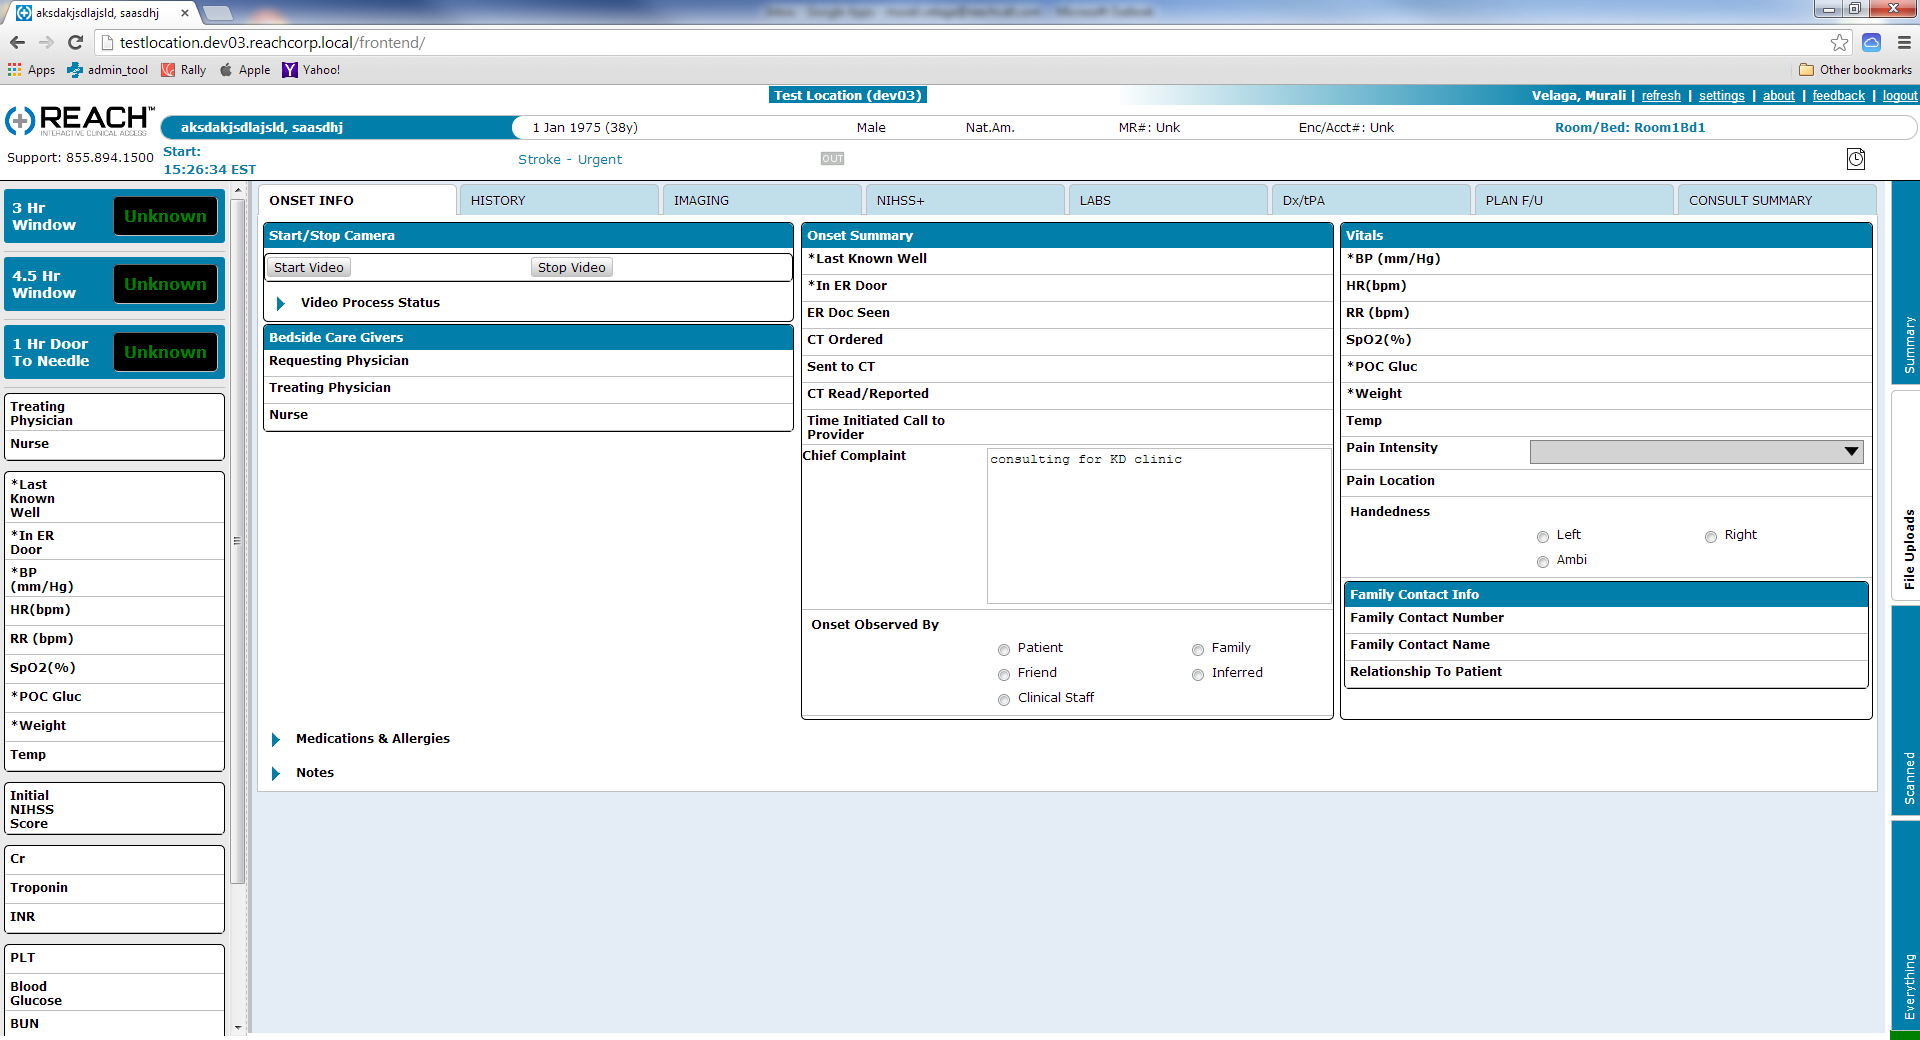 aksdakjsdlajsld, saasdhj
testlocation.dev03.reachcorp.local/frontend/
Apps admin_tool Rally Apple Yahoo! Other bookmarks
Test Location (dev03) Velaga, Murali | refresh | settings | about | feedback | logout
REACH™
INTERACTIVE CLINICAL ACCESS
aksdakjsdlajsld, saasdhj 1 Jan 1975 (38y) Male Nat.Am. MR#: Unk Enc/Acct#: Unk Room/Bed: Room1Bd1
Support: 855.894.1500
Start:
15:26:34 EST
Stroke - Urgent
OUT
3 Hr
Window
Unknown
4.5 Hr
Window
Unknown
1 Hr Door
To Needle
Unknown
Treating
Physician
Nurse
*Last
Known
Well
*In ER
Door
*BP
(mm/Hg)
HR(bpm)
RR (bpm)
SpO2(%)
*POC Gluc
*Weight
Temp
Initial
NIHSS
Score
Cr
Troponin
INR
PLT
Blood
Glucose
BUN
ONSET INFO HISTORY IMAGING NIHSS+ LABS Dx/tPA PLAN F/U CONSULT SUMMARY
Start/Stop Camera
Start Video Stop Video
Video Process Status
Bedside Care Givers
Requesting Physician
Treating Physician
Nurse
Onset Summary
*Last Known Well
*In ER Door
ER Doc Seen
CT Ordered
Sent to CT
CT Read/Reported
Time Initiated Call to
Provider
Chief Complaint
consulting for KD clinic
Onset Observed By
Patient Family
Friend Inferred
Clinical Staff
Vitals
*BP (mm/Hg)
HR(bpm)
RR (bpm)
SpO2(%)
*POC Gluc
*Weight
Temp
Pain Intensity
Pain Location
Handedness
Left Right
Ambi
Family Contact Info
Family Contact Number
Family Contact Name
Relationship To Patient
Medications & Allergies
Notes
Summary
File Uploads
Scanned
Everything